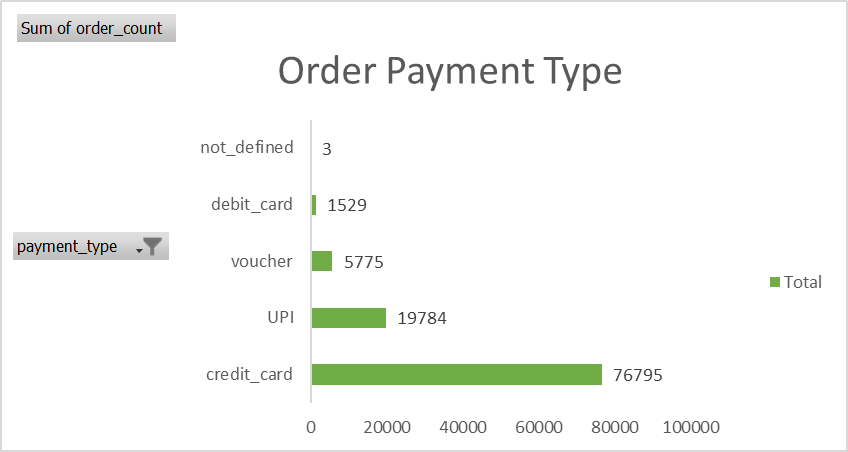 Sum of order_count
Order Payment Type
not_defined 3
debit_card 1529
payment_type
voucher 5775
Total
UPI 19784
credit_card 76795
0 20000 40000 60000 80000 100000